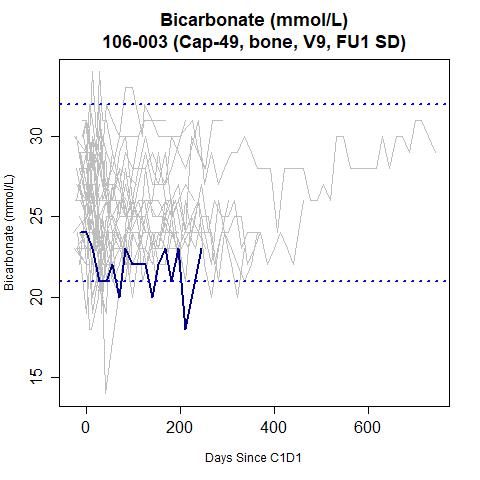 Bicarbonate (mmol/L)
106-003 (Cap-49, bone, V9, FU1 SD)
Bicarbonate (mmol/L)
30
25
20
15
0 200 400 600
Days Since C1D1